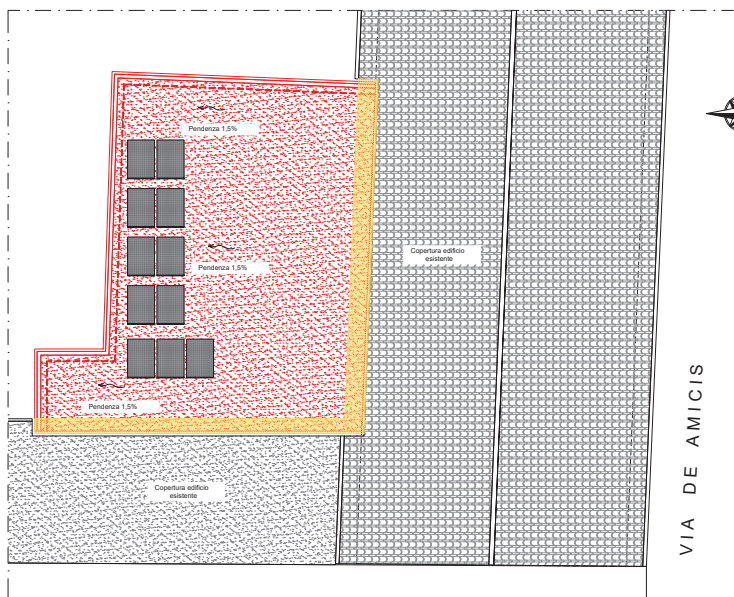 Pendenza 1,5%
Copertura edificio
esistente
Pendenza 1,5%
Pendenza 1,5%
Copertura edificio
esistente
VIA DE AMICIS